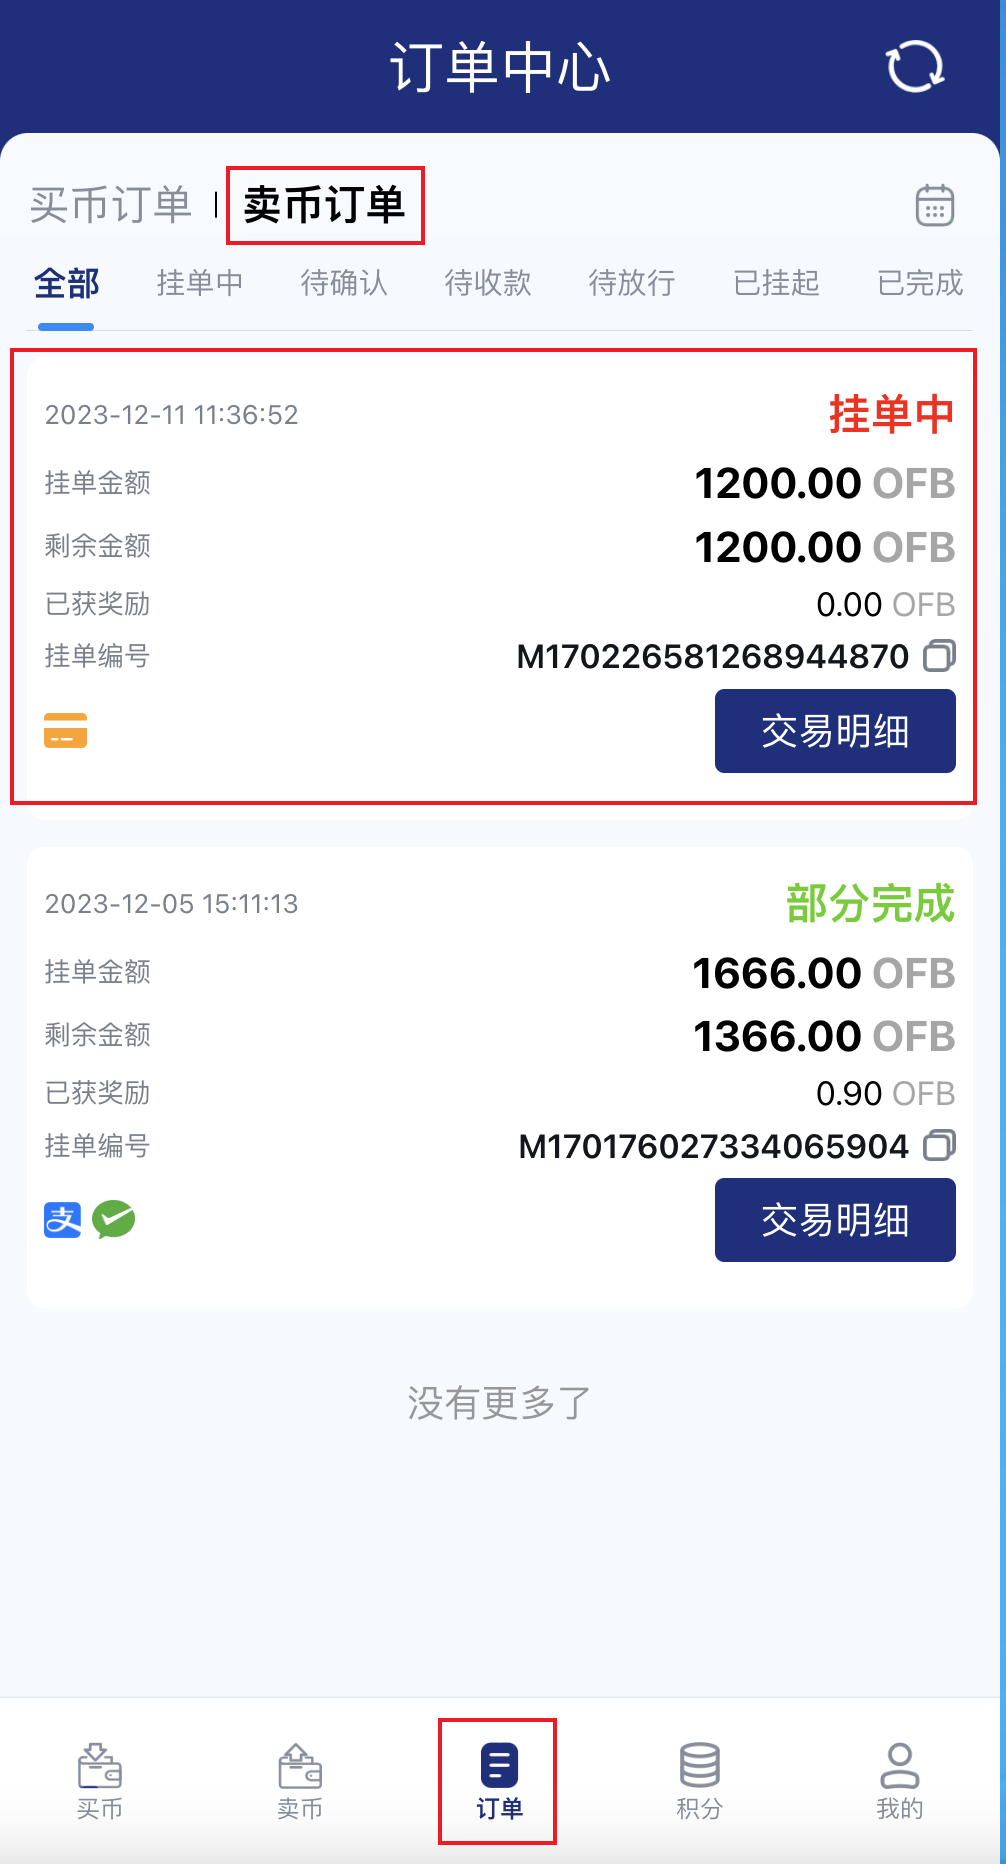 订单中心
买币订单 | 卖币订单
全部 挂单中 待确认 待收款 待放行 已挂起 已完成
2023-12-11 11:36:52 挂单中
挂单金额 1200.00 OFB
剩余金额 1200.00 OFB
已获奖励 0.00 OFB
挂单编号 M170226581268944870
交易明细
2023-12-05 15:11:13 部分完成
挂单金额 1666.00 OFB
剩余金额 1366.00 OFB
已获奖励 0.90 OFB
挂单编号 M170176027334065904
支 交易明细
没有更多了
买币 卖币 订单 积分 我的